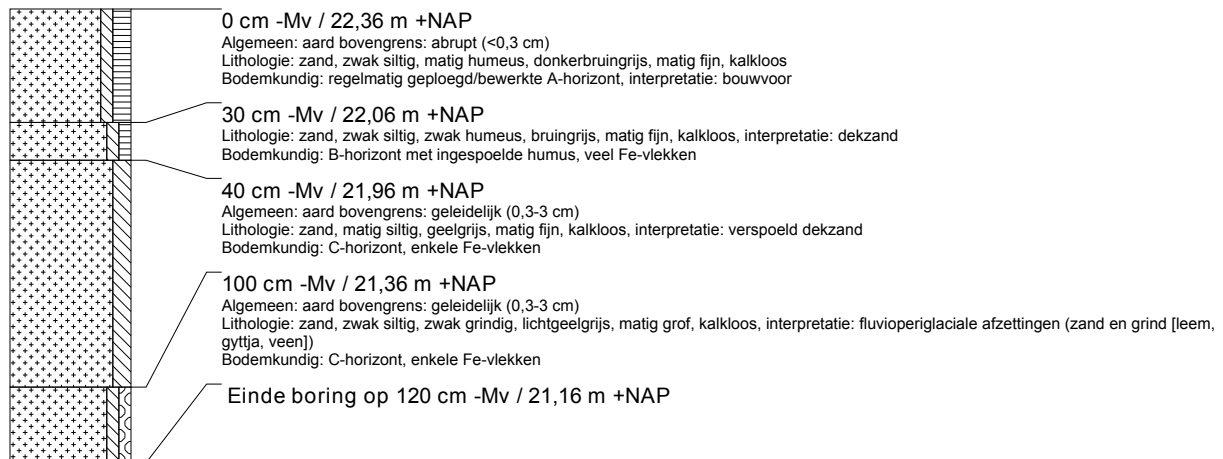 0 cm -Mv / 22,36 m +NAP
Algemeen: aard bovengrens: abrupt (<0,3 cm)
Lithologie: zand, zwak siltig, matig humeus, donkerbruingrijs, matig fijn, kalkloos
Bodemkundig: regelmatig geploegd/bewerkte A-horizont, interpretatie: bouwvoor
30 cm -Mv / 22,06 m +NAP
Lithologie: zand, zwak siltig, zwak humeus, bruingrijs, matig fijn, kalkloos, interpretatie: dekzand
Bodemkundig: B-horizont met ingespoelde humus, veel Fe-vlekken
40 cm -Mv / 21,96 m +NAP
Algemeen: aard bovengrens: geleidelijk (0,3-3 cm)
Lithologie: zand, matig siltig, geelgrijs, matig fijn, kalkloos, interpretatie: verspoeld dekzand
Bodemkundig: C-horizont, enkele Fe-vlekken
100 cm -Mv / 21,36 m +NAP
Algemeen: aard bovengrens: geleidelijk (0,3-3 cm)
Lithologie: zand, zwak siltig, zwak grindig, lichtgeelgrijs, matig grof, kalkloos, interpretatie: fluvioperiglaciale afzettingen (zand en grind [leem,
gyttja, veen])
Bodemkundig: C-horizont, enkele Fe-vlekken
Einde boring op 120 cm -Mv / 21,16 m +NAP